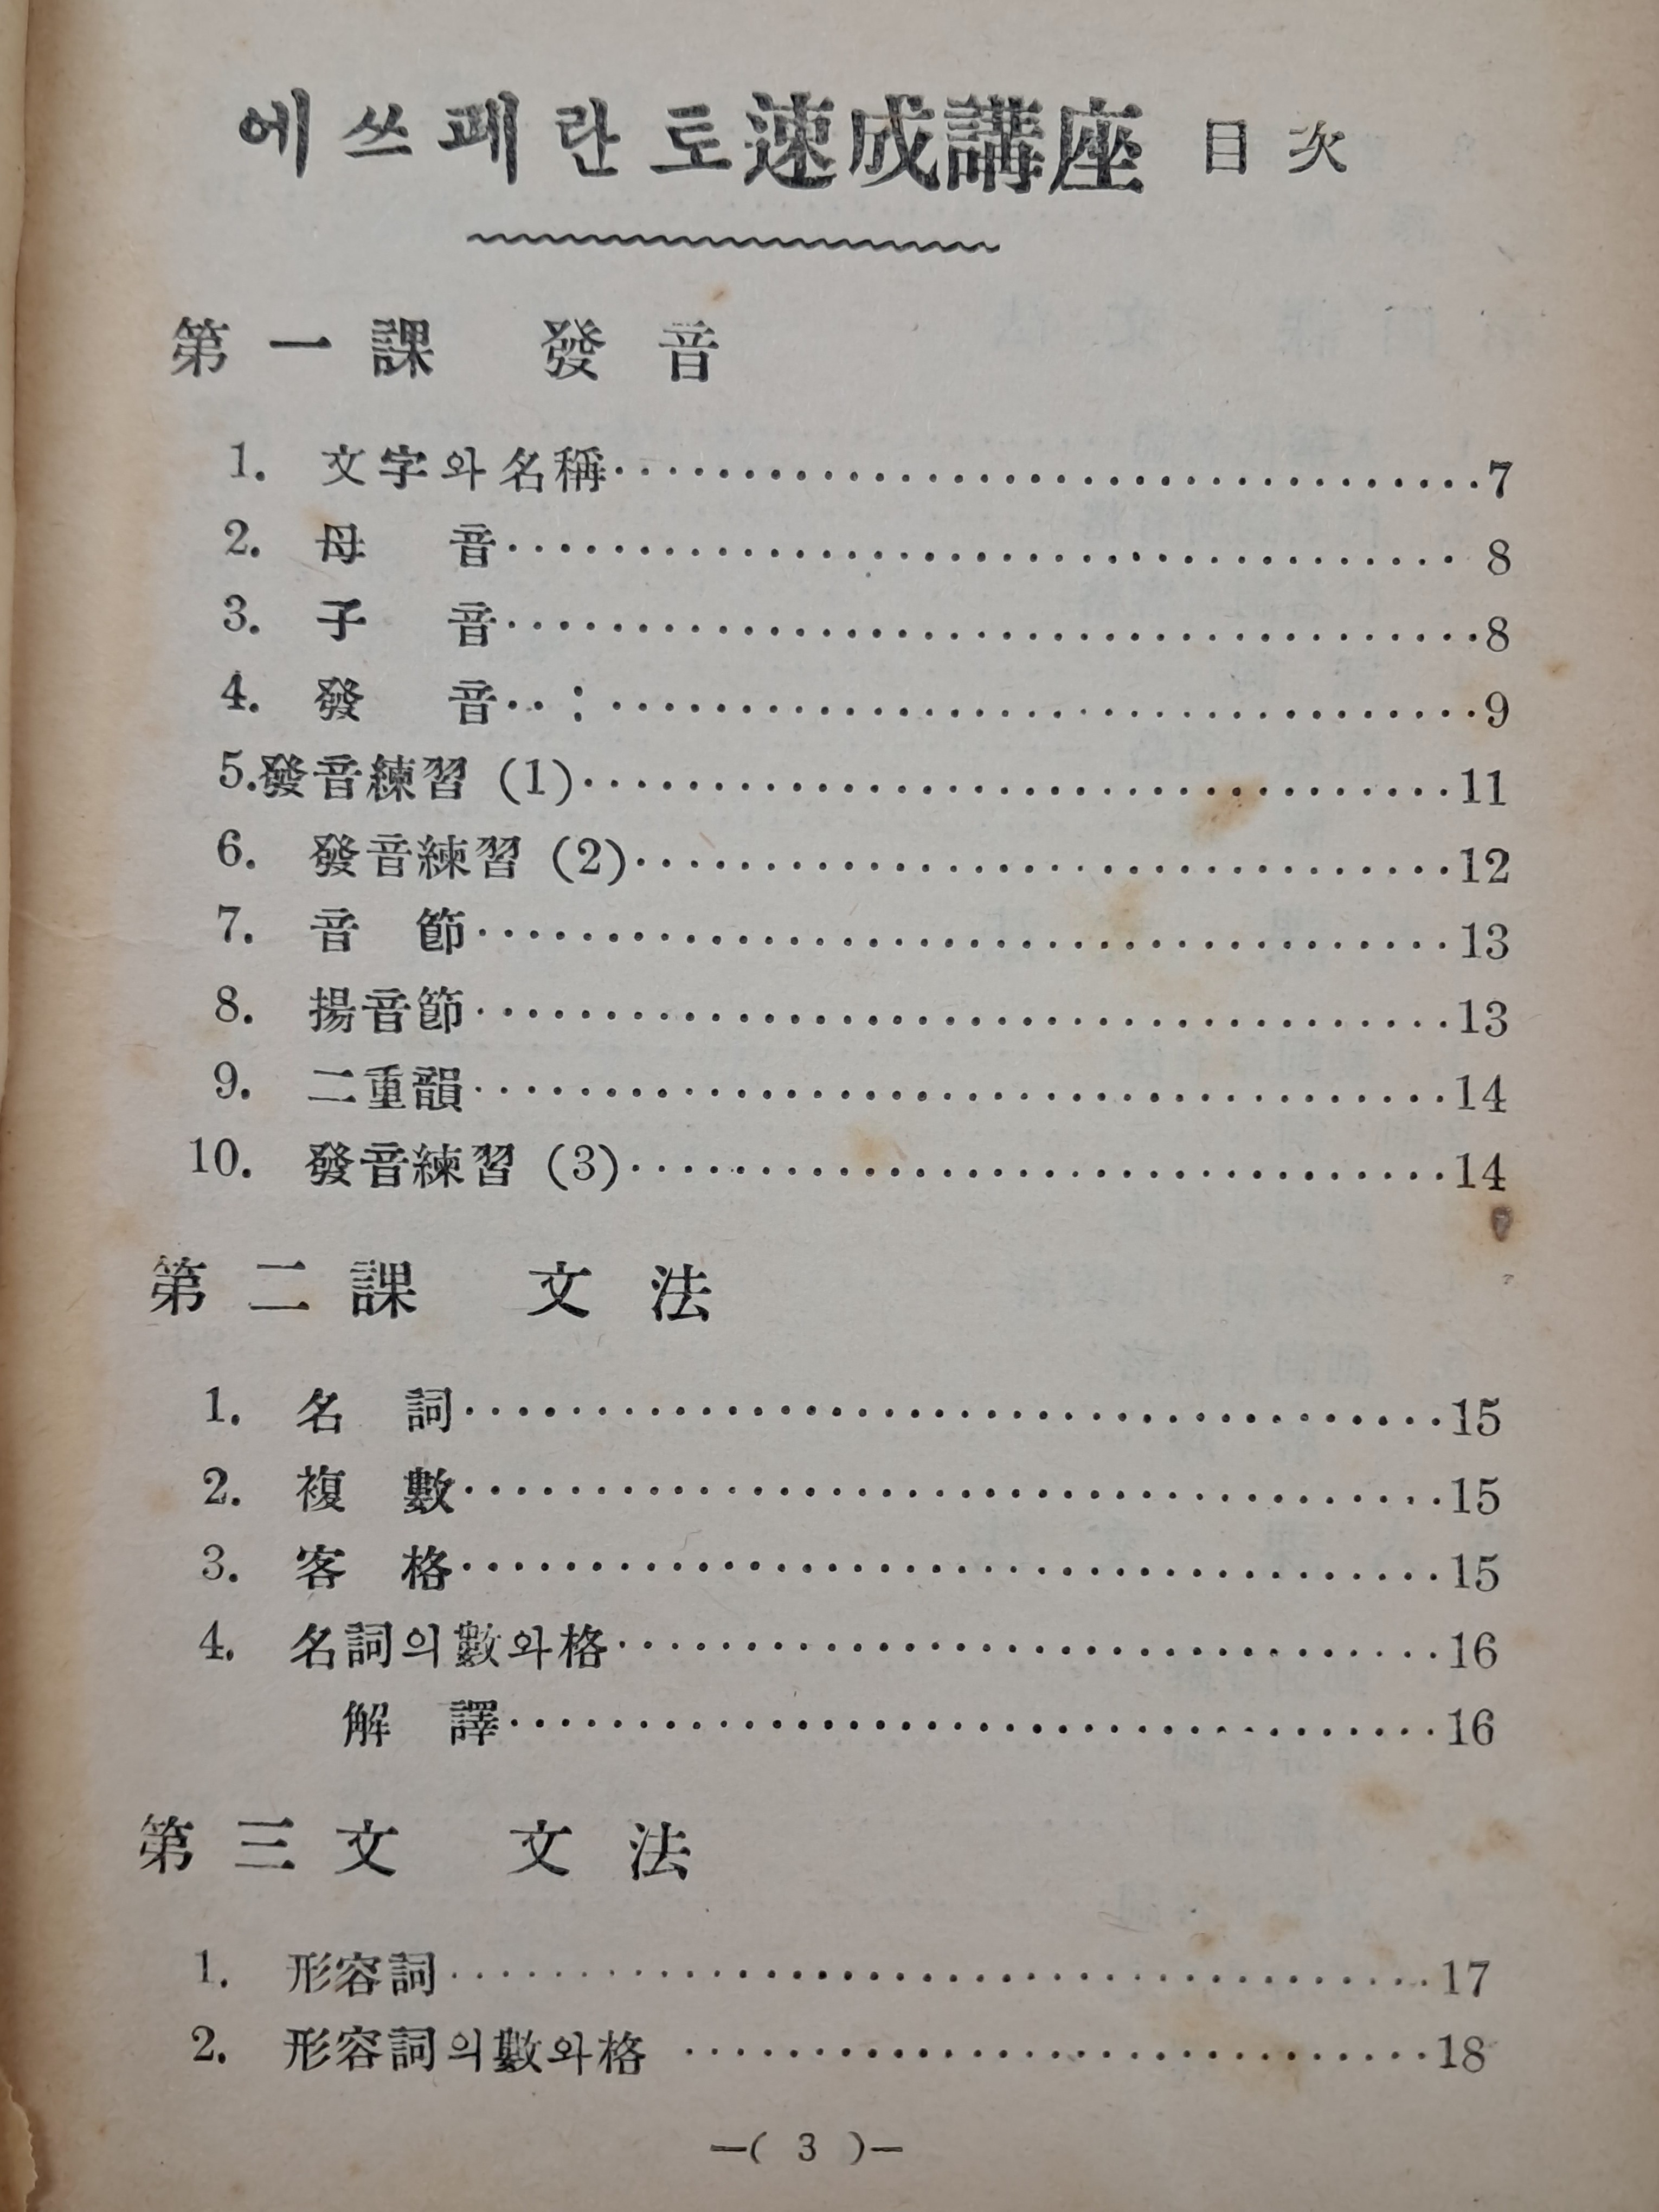 에쓰페란토速成講座 目次
第一課 發音
1. 文字와名稱··································7
2. 母音····································· 8
3. 子音······································8
4. 發音··:··································9
5.發音練習 (1)··································11
6. 發音練習 (2)································12
7. 音節······································13
8. 揚音節······································13
9. 二重韻······································14
10. 發音練習 (3)································14
第二課 文法
1. 名詞······································15
2. 複數······································15
3. 客格······································15
4. 名詞의數와格································16
解譯····································16
第三文 文法
1. 形容詞······································17
2. 形容詞의數와格 ·····························18
—( 3 )—